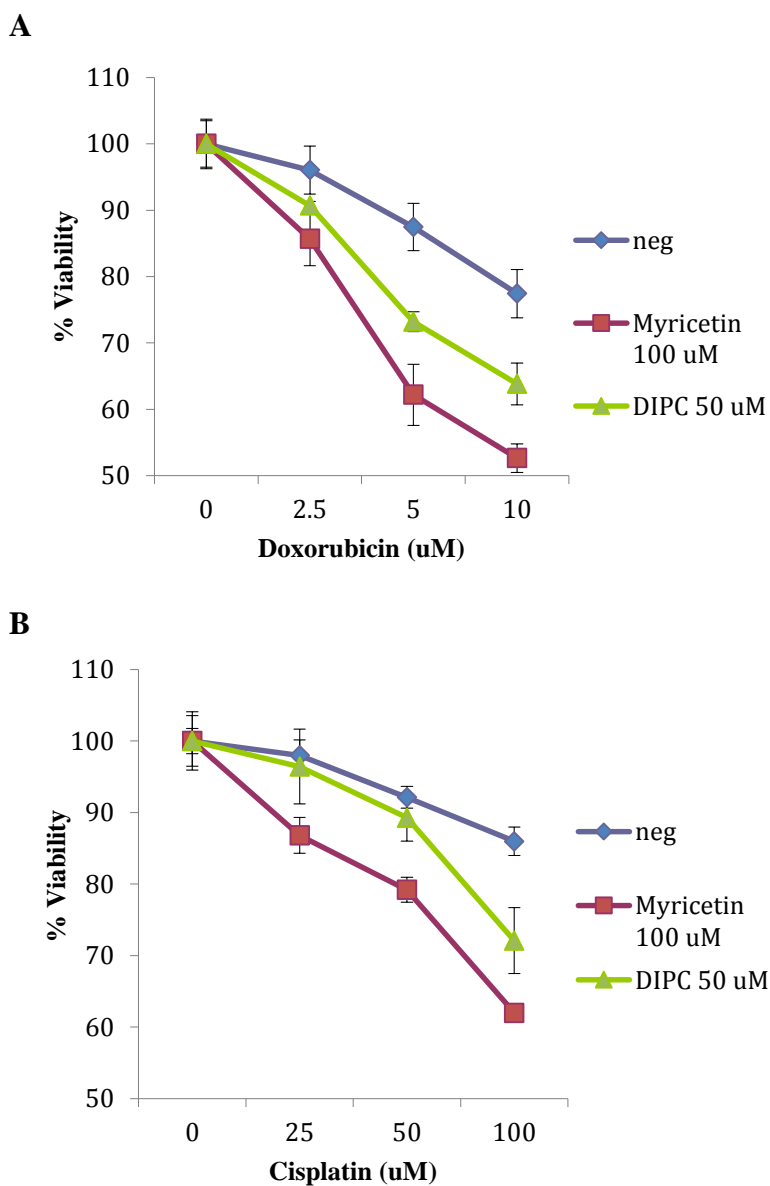 A
110
100
90
80
70
60
50
% Viability
0 2.5 5 10
Doxorubicin (uM)
neg
Myricetin
100 uM
DIPC 50 uM
B
110
100
90
80
70
60
50
% Viability
0 25 50 100
Cisplatin (uM)
neg
Myricetin
100 uM
DIPC 50 uM